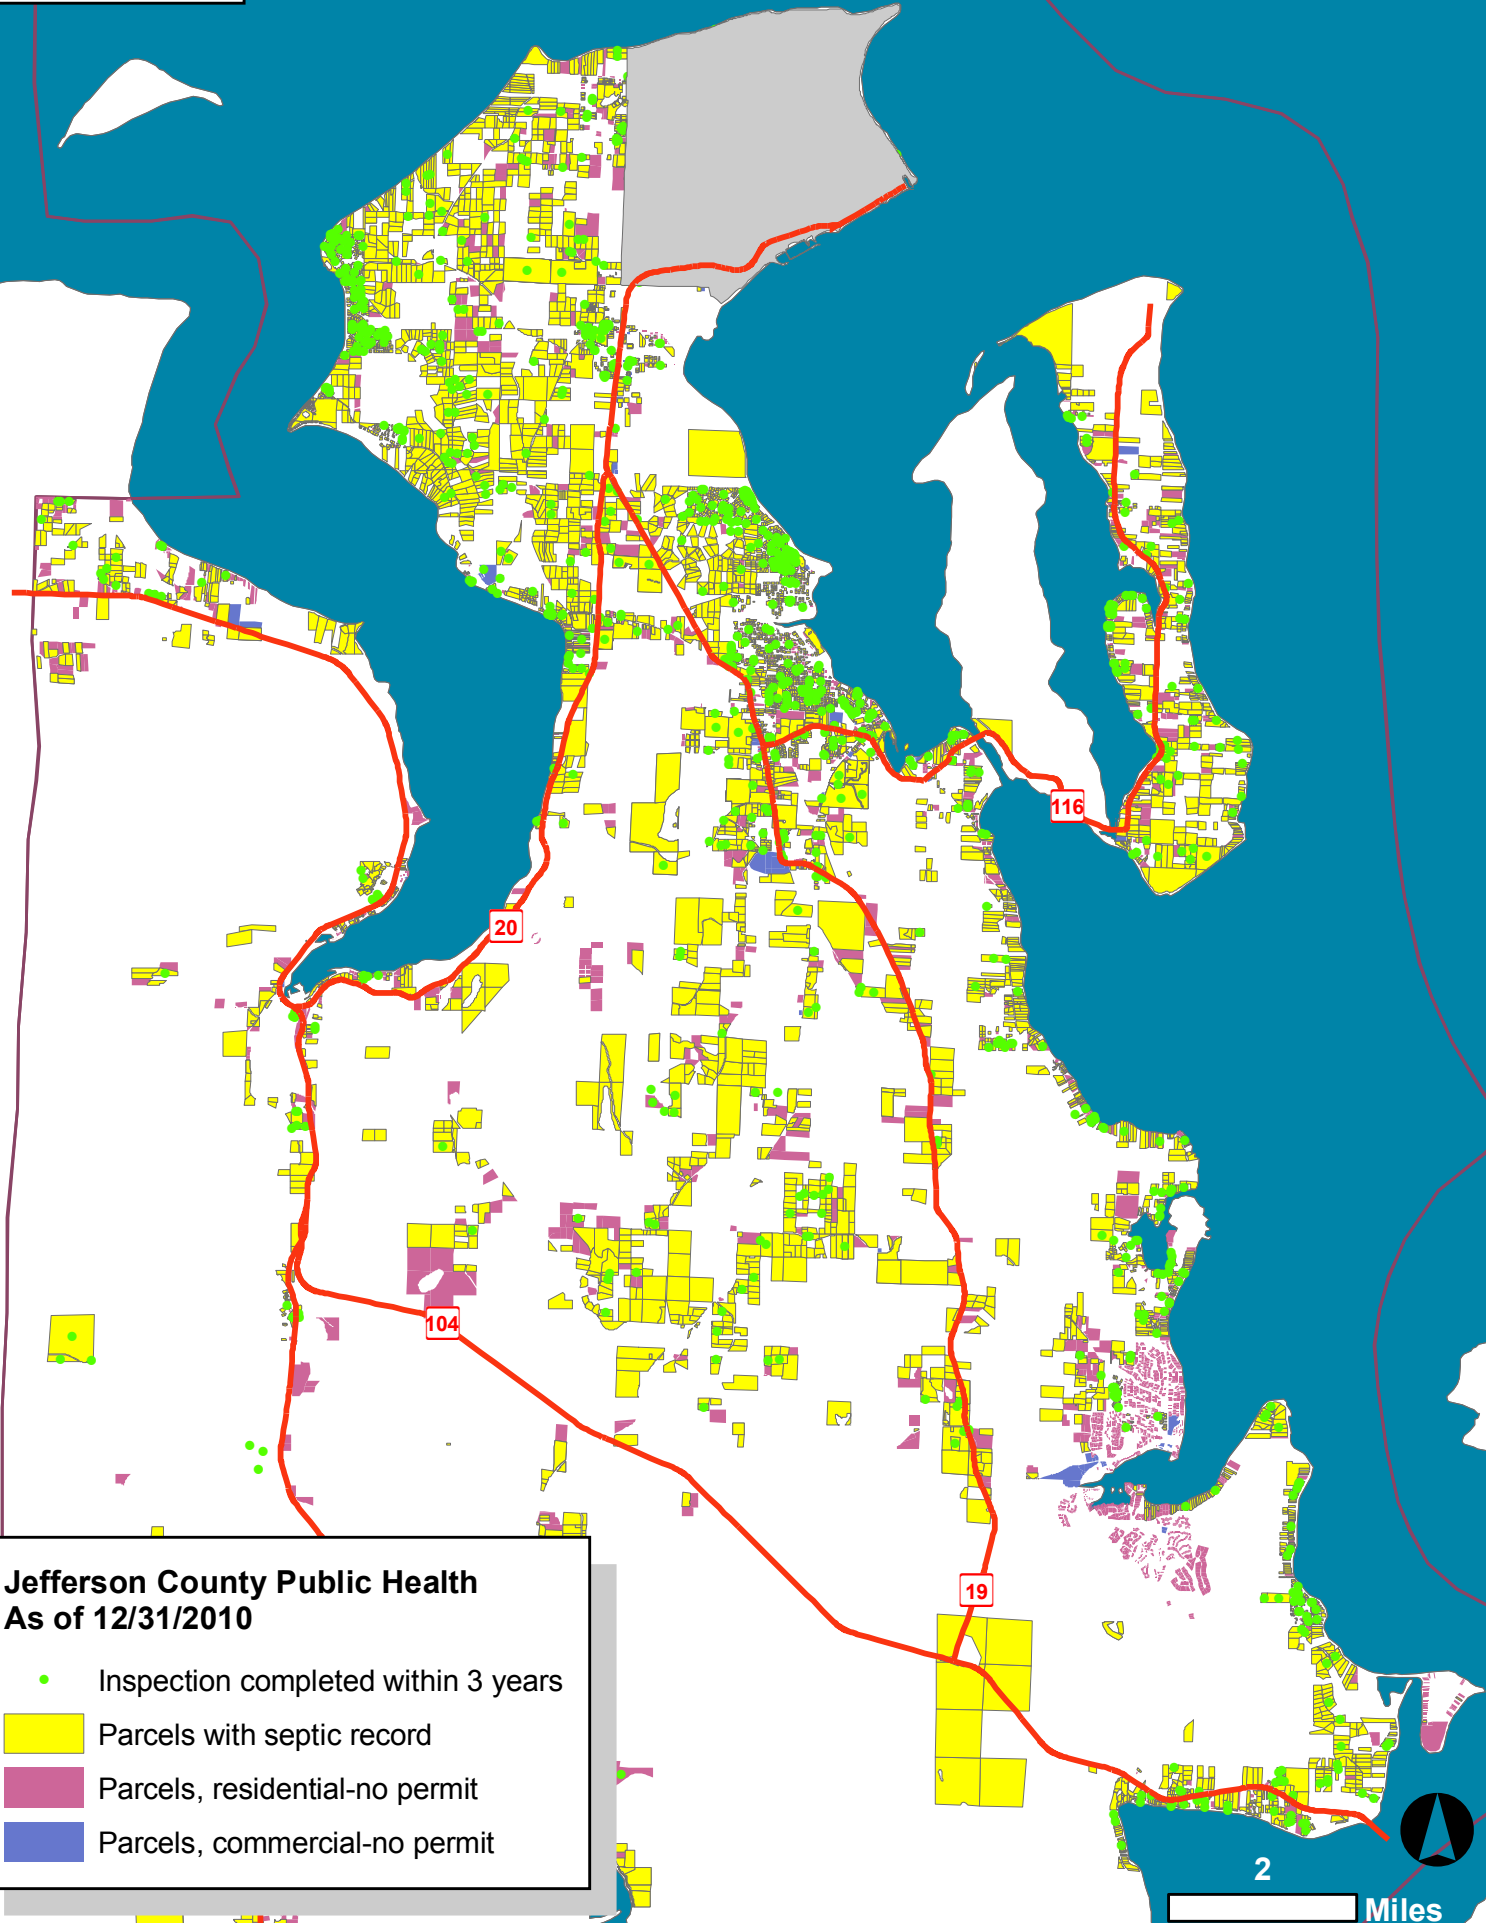 116
20
104
19
Jefferson County Public Health
As of 12/31/2010
Inspection completed within 3 years
Parcels with septic record
Parcels, residential-no permit
Parcels, commercial-no permit
2
Miles